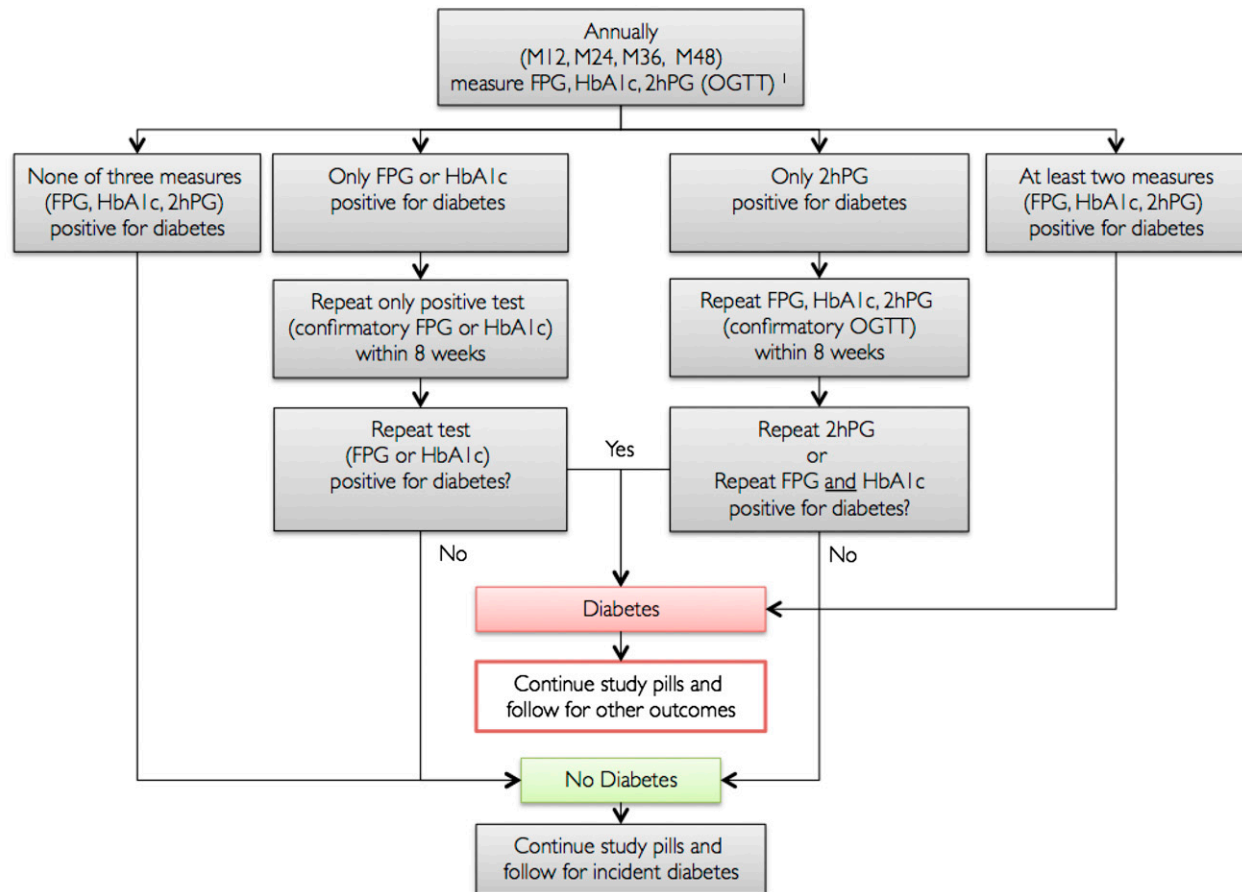 Annually
(M12, M24, M36, M48)
measure FPG, HbA1c, 2hPG (OGTT) 1
None of three measures
(FPG, HbA1c, 2hPG)
positive for diabetes
Only FPG or HbA1c
positive for diabetes
Only 2hPG
positive for diabetes
At least two measures
(FPG, HbA1c, 2hPG)
positive for diabetes
Repeat only positive test
(confirmatory FPG or HbA1c)
within 8 weeks
Repeat FPG, HbA1c, 2hPG
(confirmatory OGTT)
within 8 weeks
Repeat test
(FPG or HbA1c)
positive for diabetes?
Yes
Repeat 2hPG
or
Repeat FPG and HbA1c
positive for diabetes?
No
No
Diabetes
Continue study pills and
follow for other outcomes
No Diabetes
Continue study pills and
follow for incident diabetes